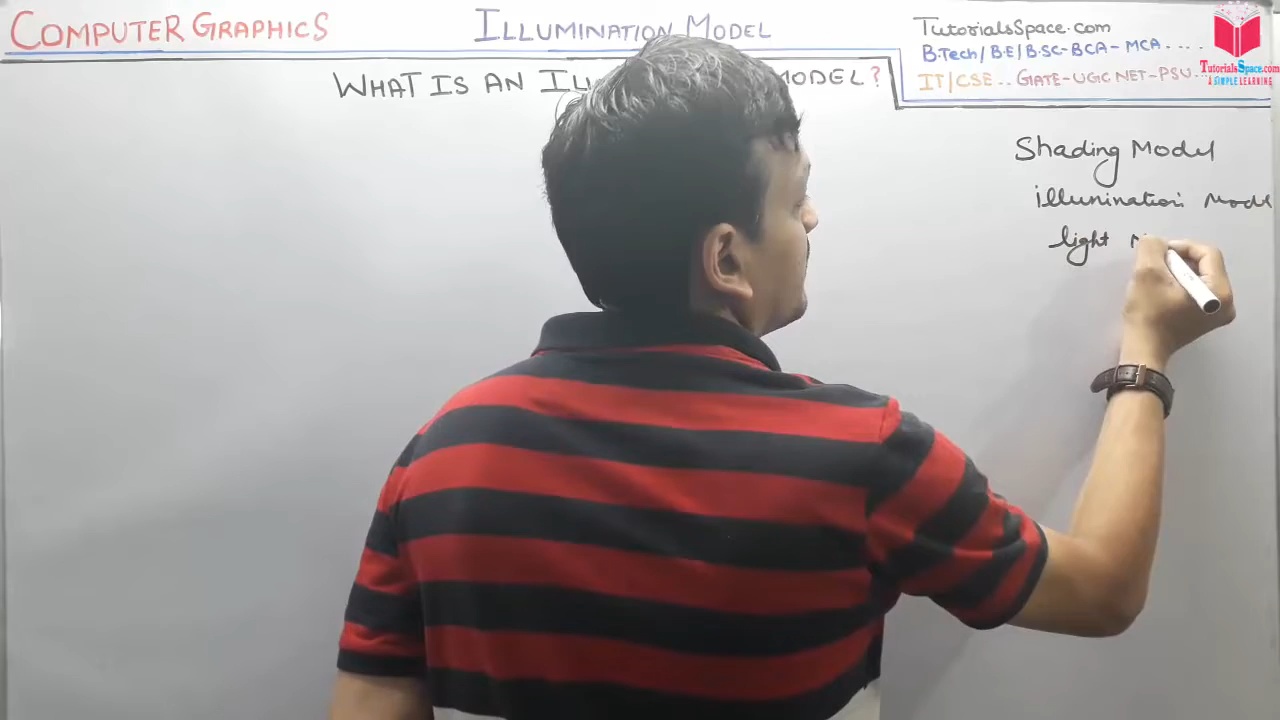 COMPUTER GRAPHICS
ILLUMINATION MODEL
TutorialsSpace.com
B.Tech/B.E/B.SC-BCA-MCA....
IT/CSE.. GATE-UGC NET-PSU...
TutorialsSpace.com
A SIMPLE LEARNING
WHAT IS AN MODEL?
Shading Model
illumination Model
light